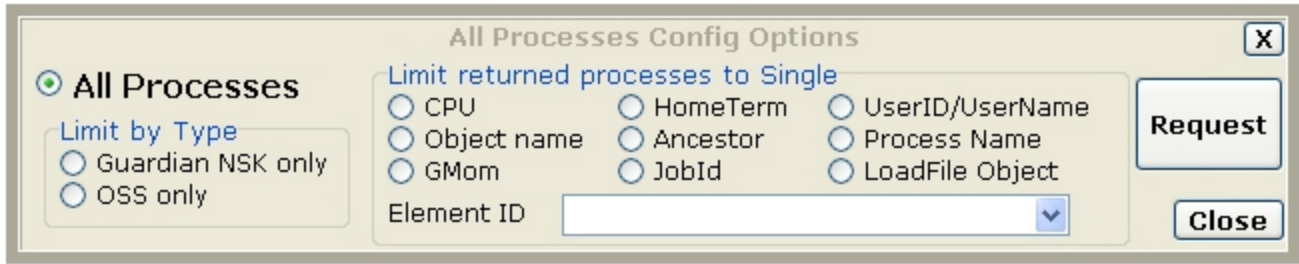 All Processes Config Options
X
All Processes
Limit by Type
Guardian NSK only
OSS only
Limit returned processes to Single
CPU HomeTerm UserID/UserName
Object name Ancestor Process Name
GMom JobId LoadFile Object
Element ID
Request
Close